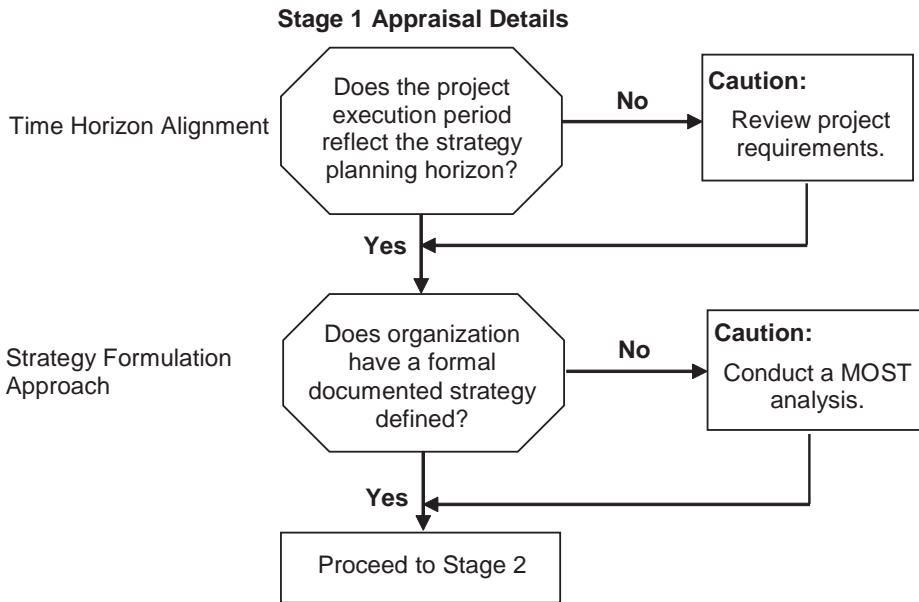 Stage 1 Appraisal Details
Time Horizon Alignment
Does the project
execution period
reflect the strategy
planning horizon?
No
Caution:
Review project
requirements.
Yes
Strategy Formulation
Approach
Does organization
have a formal
documented strategy
defined?
No
Caution:
Conduct a MOST
analysis.
Yes
Proceed to Stage 2